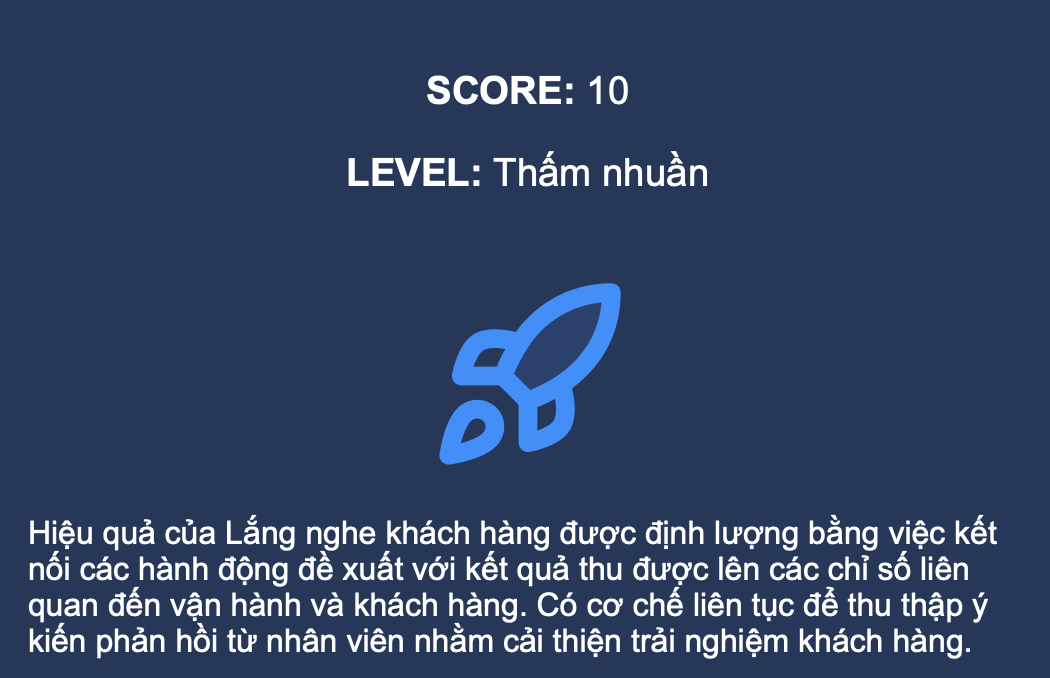 SCORE: 10
LEVEL: Thấm nhuần
Hiệu quả của Lắng nghe khách hàng được định lượng bằng việc kết
nối các hành động đề xuất với kết quả thu được lên các chỉ số liên
quan đến vận hành và khách hàng. Có cơ chế liên tục để thu thập ý
kiến phản hồi từ nhân viên nhằm cải thiện trải nghiệm khách hàng.